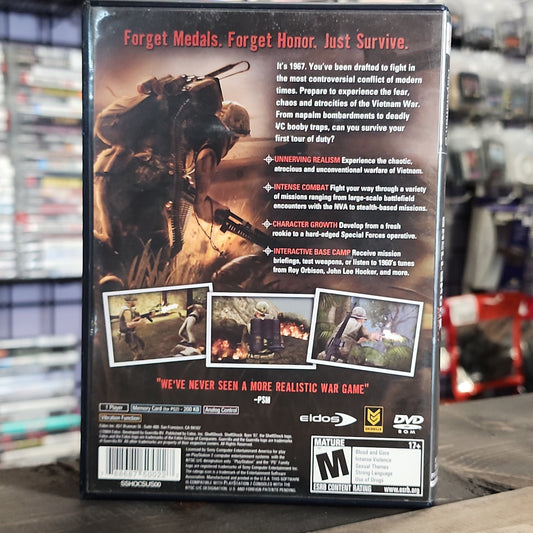 Forget Medals. Forget Honor. Just Survive.
It's 1967. You've been drafted to fight in
the most controversial conflict of modern
times. Prepare to experience the fear,
chaos and atrocities of the Vietnam War.
From napalm bombardments to deadly
VC booby traps, can you survive your
first tour of duty?
UNNERVING REALISM Experience the chaotic,
atrocious and unconventional warfare of Vietnam.
INTENSE COMBAT Fight your way through a variety
of missions ranging from large-scale battlefield
encounters with the NVA to stealth-based missions.
CHARACTER GROWTH Develop from a fresh
rookie to a hard-edged Special Forces operative.
INTERACTIVE BASE CAMP Receive mission
briefings, test weapons, or listen to 1960's tunes
from Roy Orbison, John Lee Hooker, and more.
"WE'VE NEVER SEEN A MORE REALISTIC WAR GAME"
–PSM
1 Player
Memory Card (for PS2) - 200 KB
Analog Control
Vibration Function
eidos
DVD
ROM
MATURE 17+
M
Blood and Gore
Intense Violence
Sexual Themes
Strong Language
Use of Drugs
ESRB CONTENT RATING www.esrb.org
SSHOCSUS00